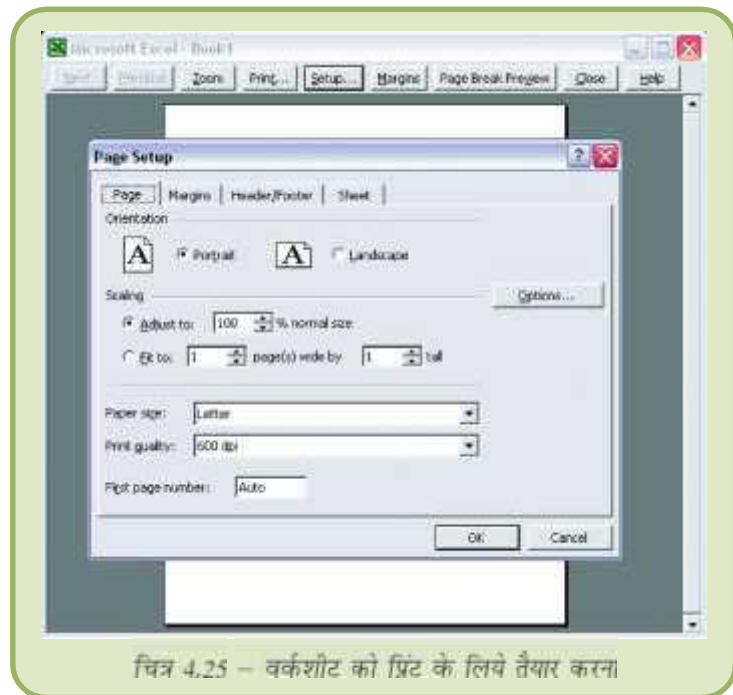 Microsoft Excel - Book1
Next Previous Zoom Print... Setup... Margins Page Break Preview Close Help
Page Setup
Page Margins Header/Footer Sheet
Orientation
A Portrait A Landscape
Scaling
Options...
Adjust to: 100 % normal size
Fit to: 1 page(s) wide by 1 tall
Paper size: Letter
Print quality: 600 dpi
First page number: Auto
OK Cancel
चित्र 4.25 – वर्कशीट को प्रिंट के लिये तैयार करना